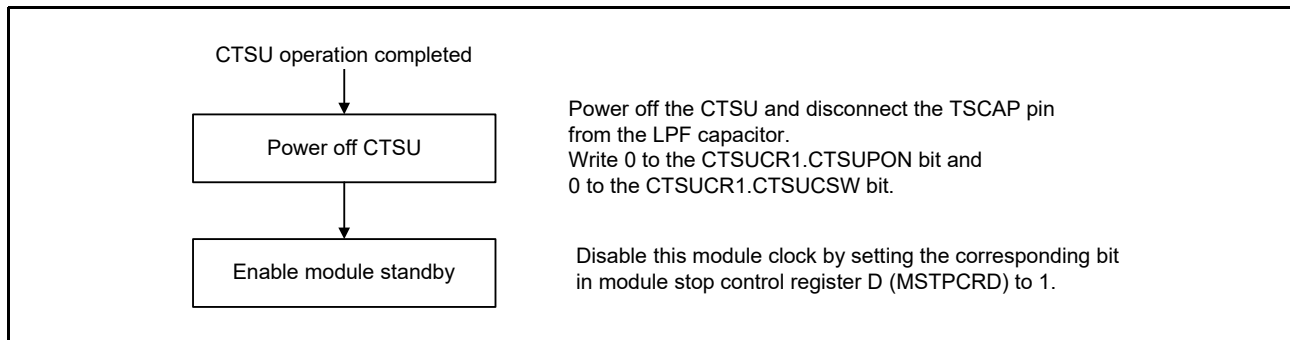 CTSU operation completed
Power off CTSU
Power off the CTSU and disconnect the TSCAP pin
from the LPF capacitor.
Write 0 to the CTSUCR1.CTSUPON bit and
0 to the CTSUCR1.CTSUCSW bit.
Enable module standby
Disable this module clock by setting the corresponding bit
in module stop control register D (MSTPCRD) to 1.